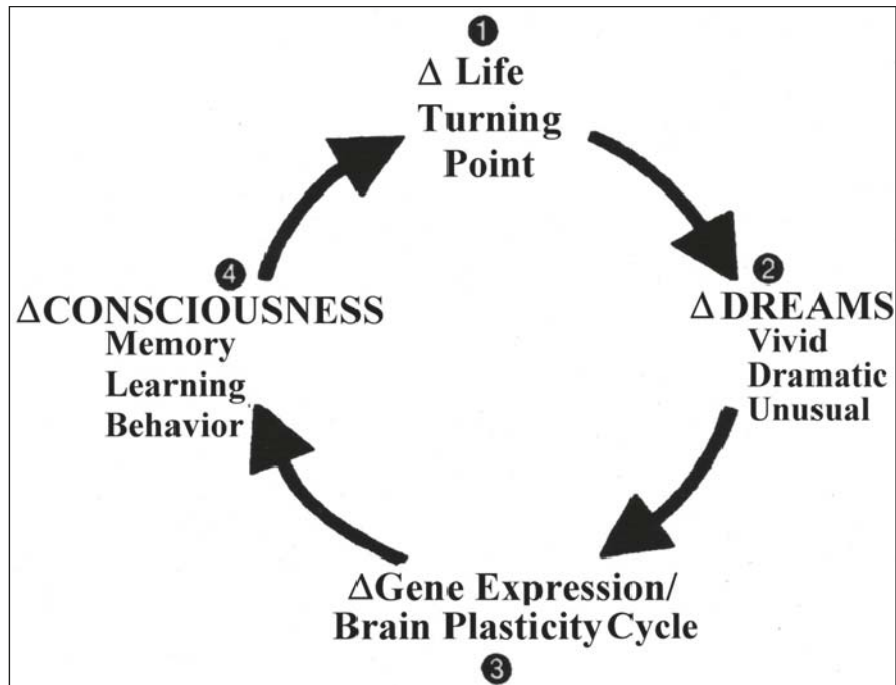 1
Δ Life
Turning
Point
2
Δ DREAMS
Vivid
Dramatic
Unusual
ΔGene Expression/
Brain Plasticity Cycle
3
4
ΔCONSCIOUSNESS
Memory
Learning
Behavior